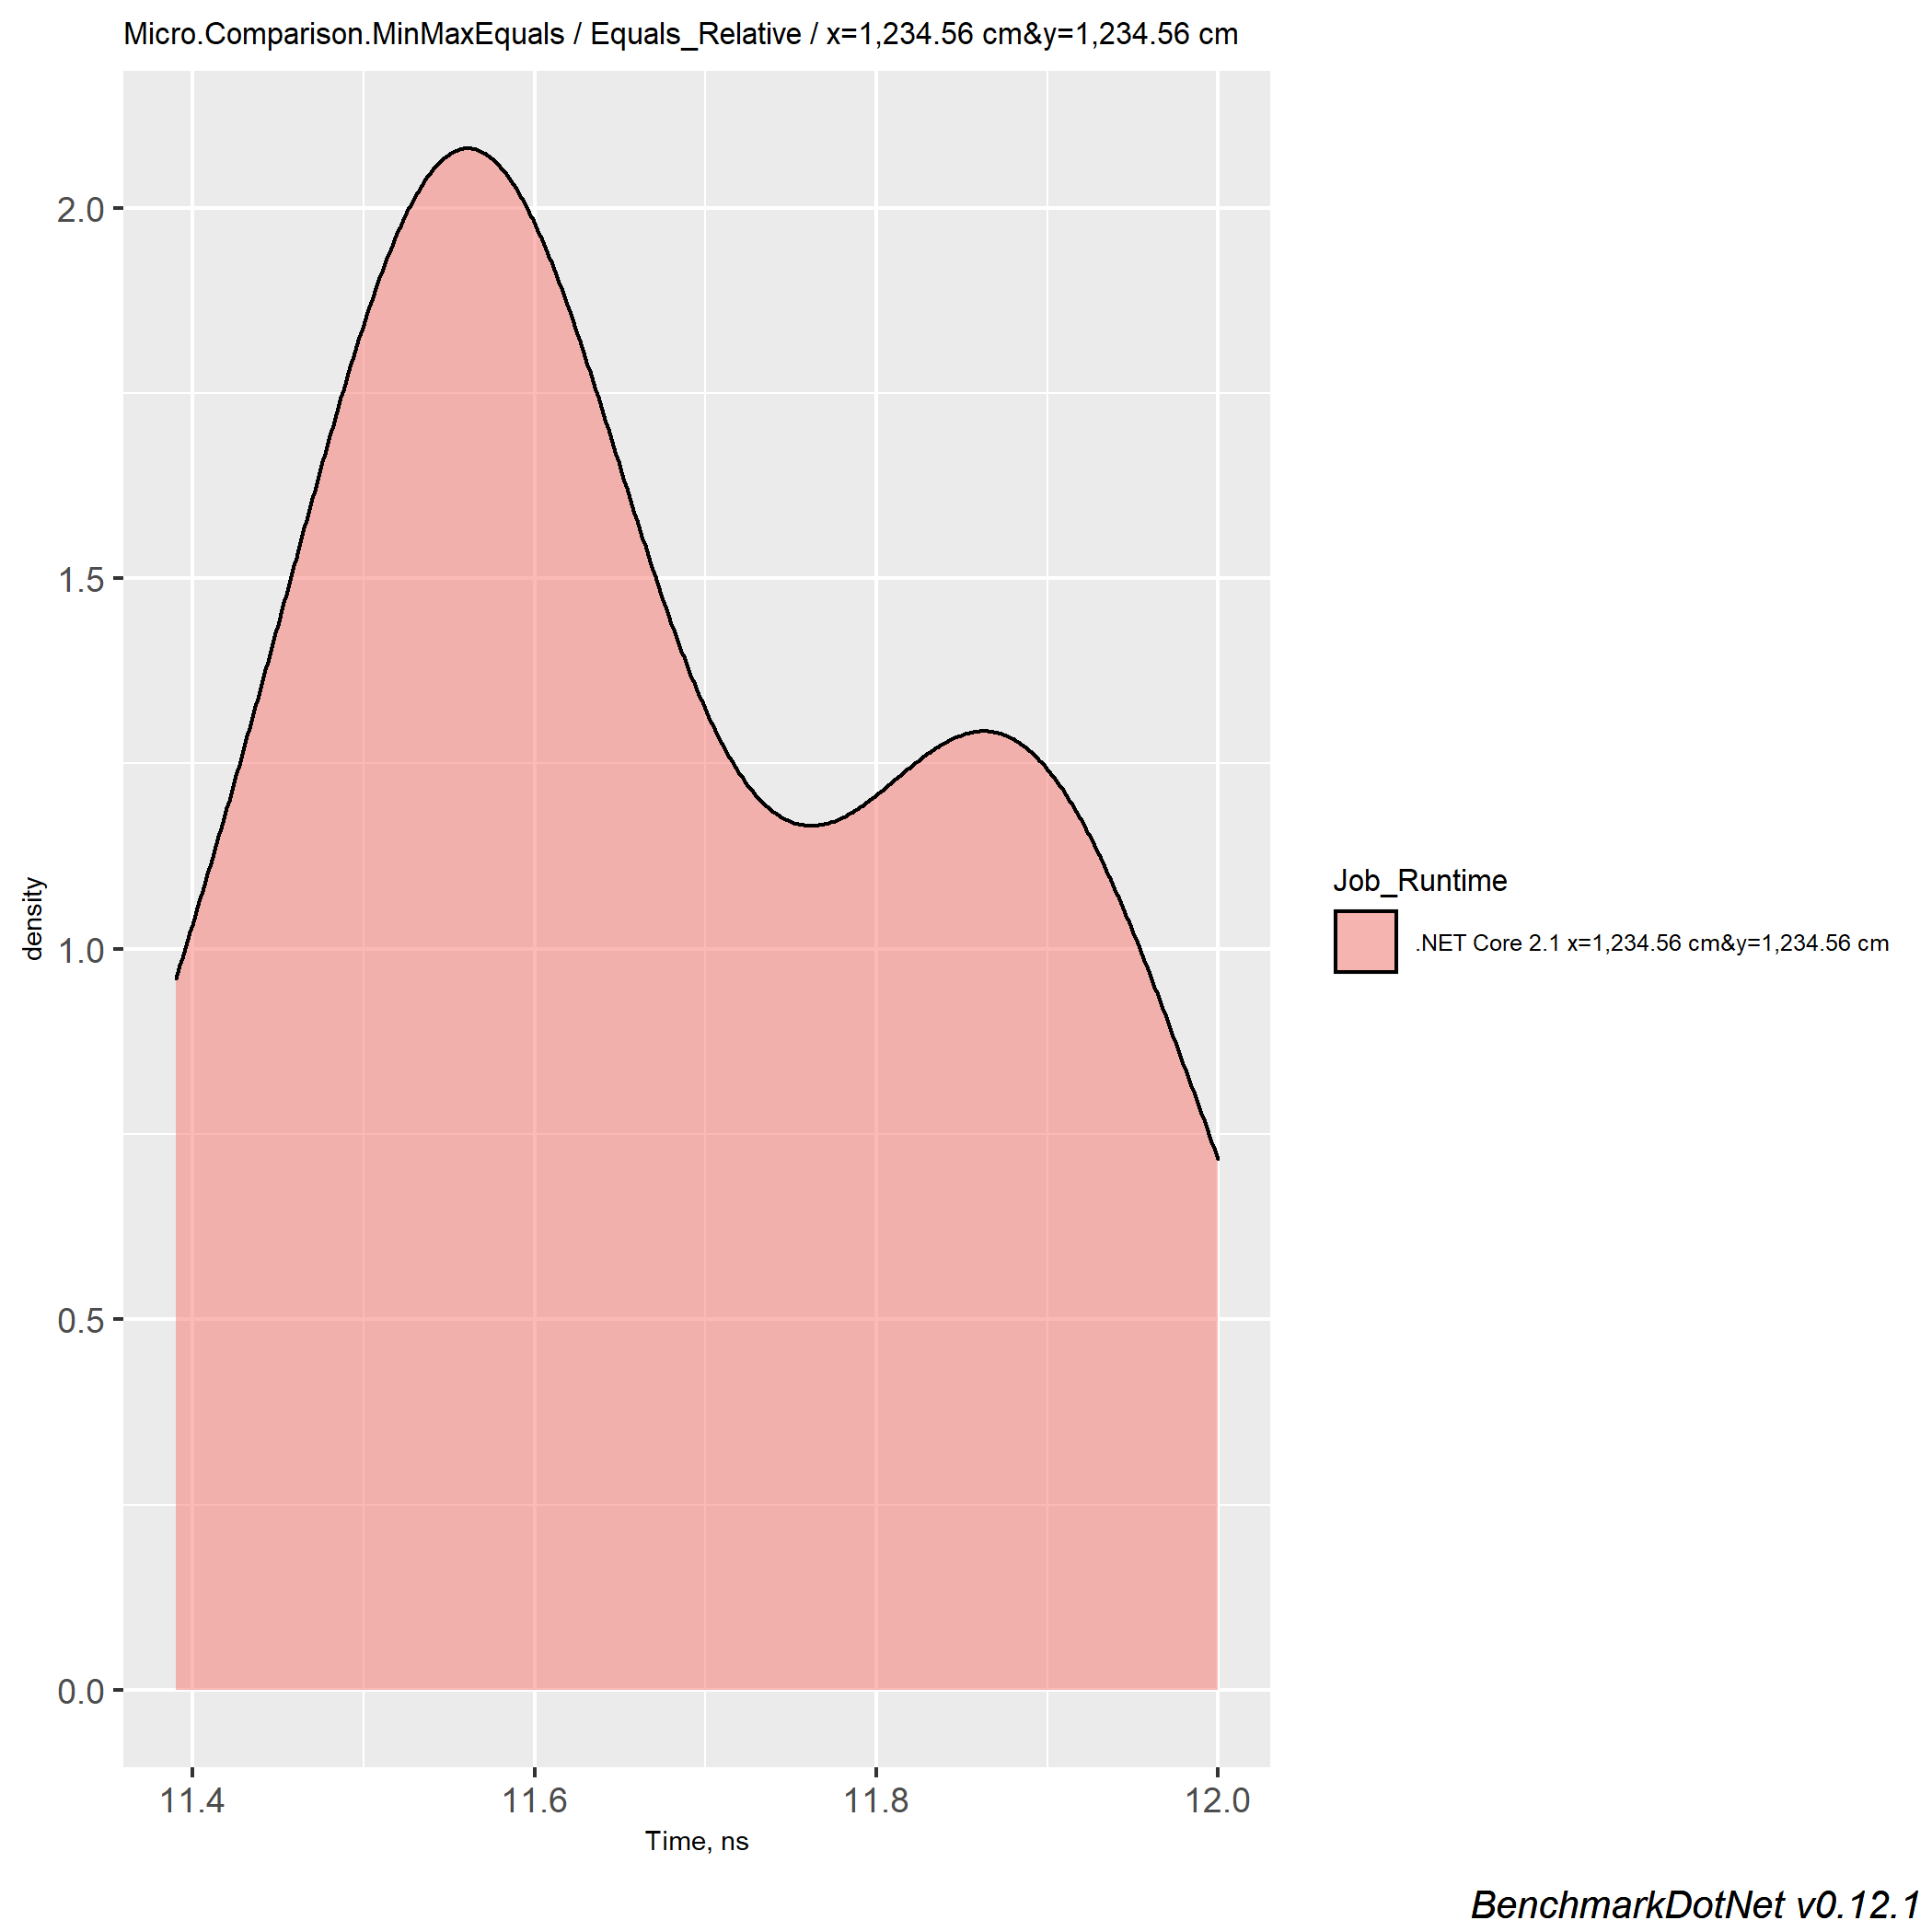 Micro.Comparison.MinMaxEquals / Equals_Relative / x=1,234.56 cm&y=1,234.56 cm
2.0
1.5
1.0
0.5
0.0
density
11.4 11.6 11.8 12.0
Time, ns
Job_Runtime
.NET Core 2.1 x=1,234.56 cm&y=1,234.56 cm
BenchmarkDotNet v0.12.1